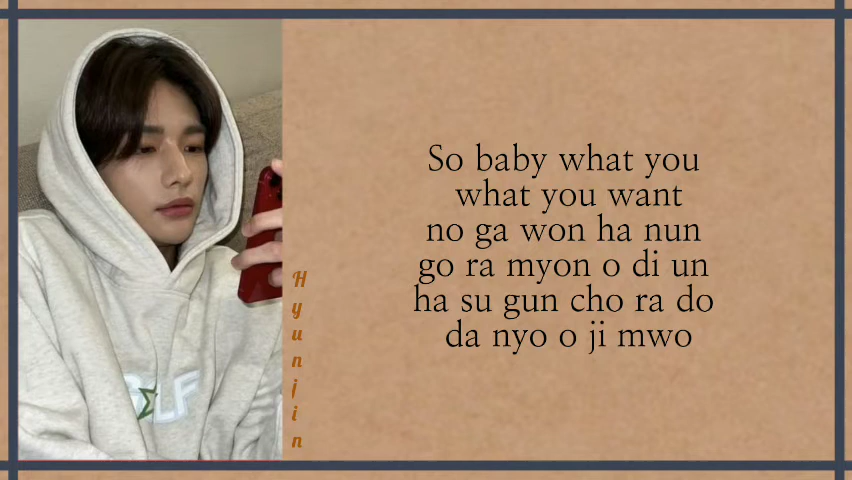 So baby what you
what you want
no ga won ha nun
go ra myon o di un
ha su gun cho ra do
da nyo o ji mwo
Hyunjin